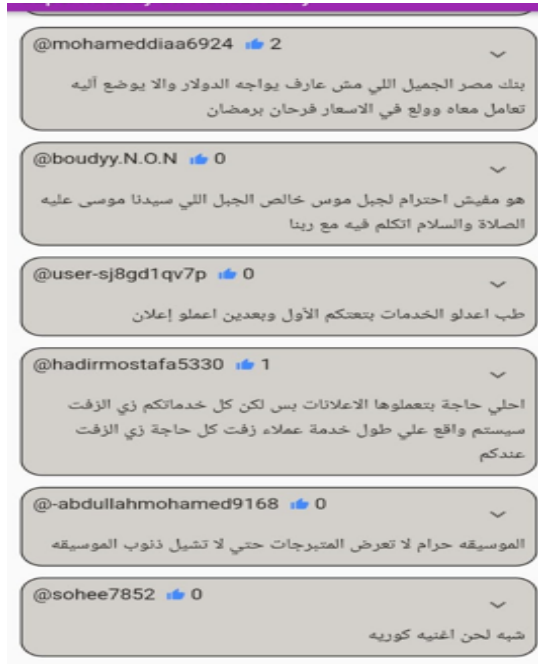 @mohameddiaa6924 2
بنك مصر الجميل اللي مش عارف يواجه الدولار والا يوضع آليه
تعامل معاه وولع في الاسعار فرحان برمضان
@boudyy.N.O.N 0
هو مفيش احترام لجبل موس خالص الجبل اللي سيدنا موسى عليه
الصلاة والسلام اتكلم فيه مع ربنا
@user-sj8gd1qv7p 0
طب اعدلو الخدمات بتعتكم الأول وبعدين اعملو إعلان
@hadirmostafa5330 1
احلي حاجة بتعملوها الاعلانات بس لكن كل خدماتكم زي الزفت
سيستم واقع علي طول خدمة عملاء زفت كل حاجة زي الزفت
عندكم
@-abdullahmohamed9168 0
الموسيقه حرام لا تعرض المتبرجات حتي لا تشيل ذنوب الموسيقه
@sohee7852 0
شبه لحن اغنيه كوريه